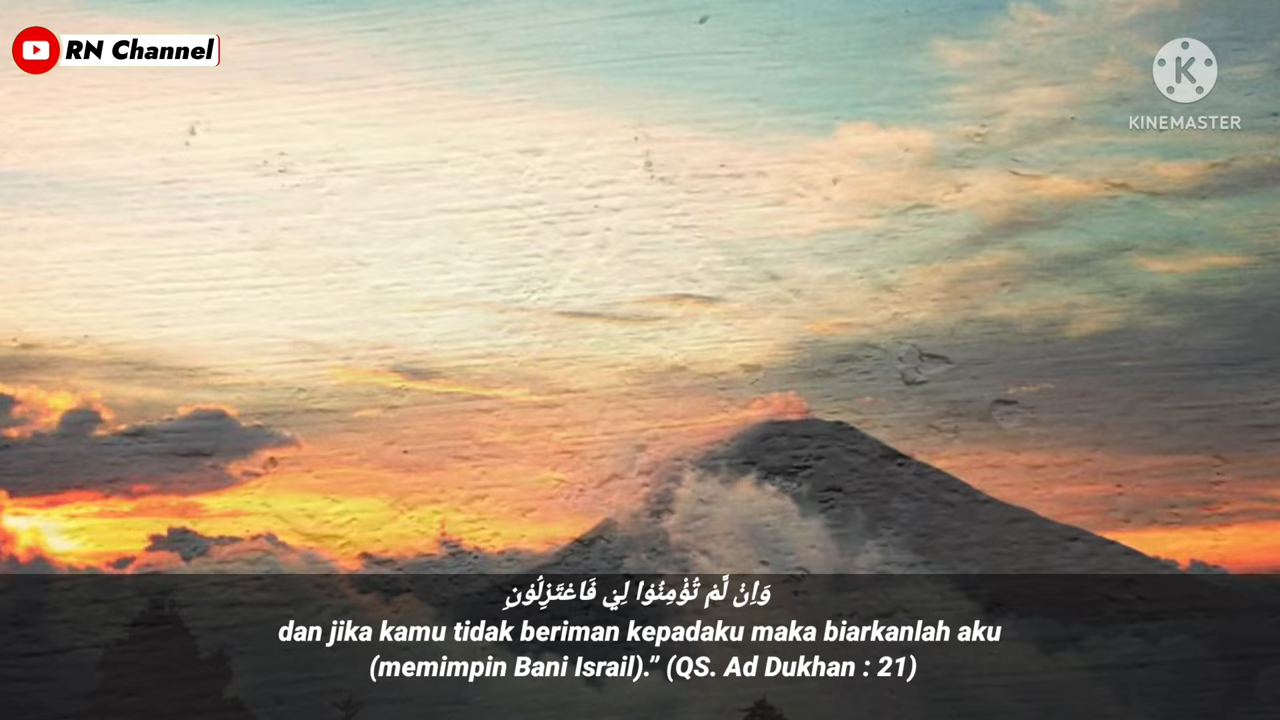 RN Channel
K
KINEMASTER
وَاِنْ لَّمْ تُؤْمِنُوْا لِيْ فَاعْتَزِلُوْنِ
dan jika kamu tidak beriman kepadaku maka biarkanlah aku
(memimpin Bani Israil).” (QS. Ad Dukhan : 21)